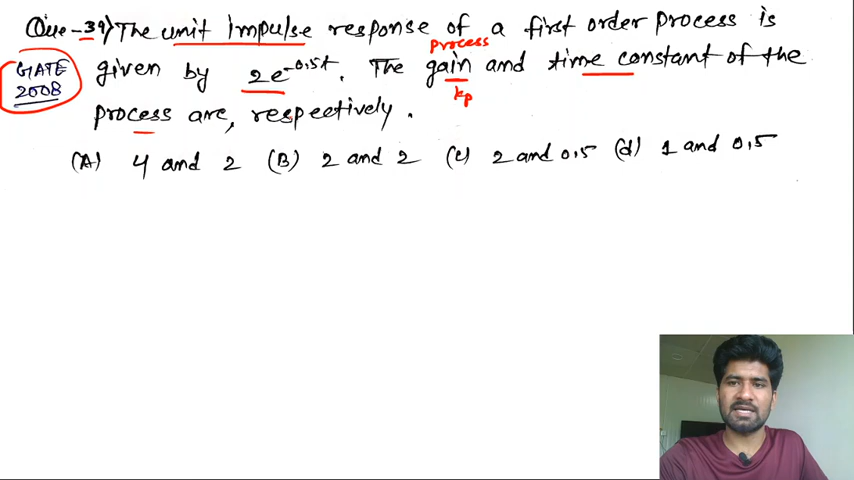 Que-39) The unit impulse response of a first order process is
process
GATE 2008
given by 2e^-0.5t. The gain and time constant of the
Kp
process are, respectively.
(A) 4 and 2 (B) 2 and 2 (c) 2 and 0.5 (d) 1 and 0.5